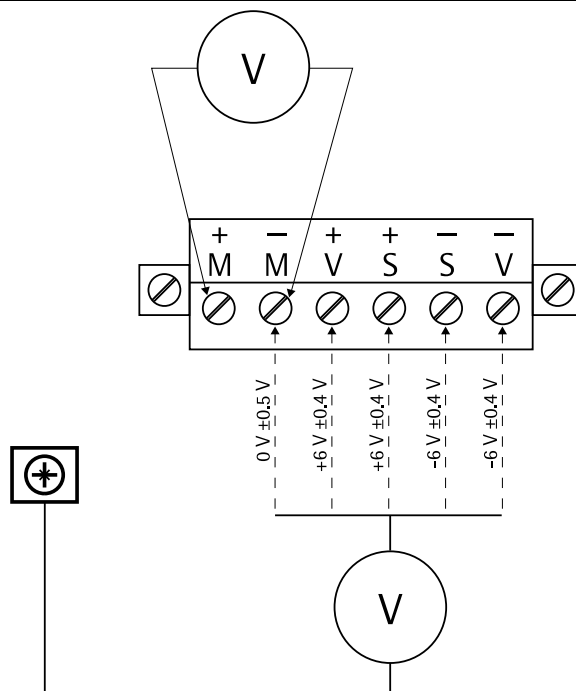 V
+ − + + − −
M M V S S V
0 V ±0.5 V
+6 V ±0.4 V
+6 V ±0.4 V
-6 V ±0.4 V
-6 V ±0.4 V
V